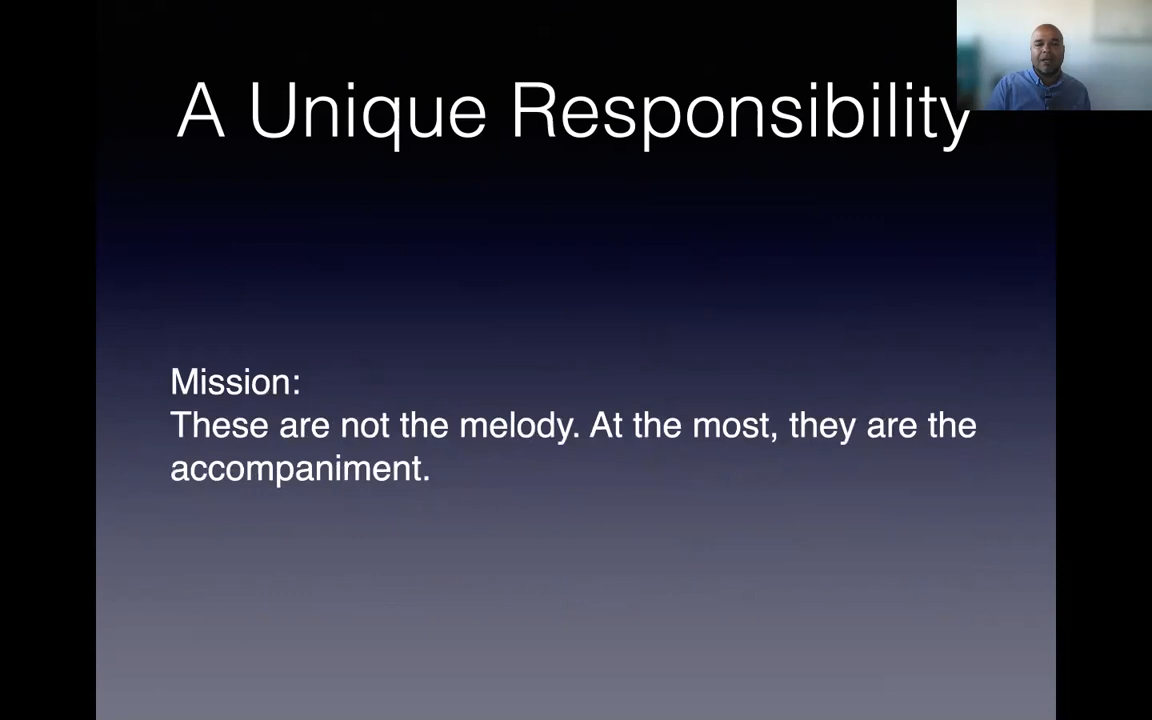 A Unique Responsibility
Mission:
These are not the melody. At the most, they are the
accompaniment.